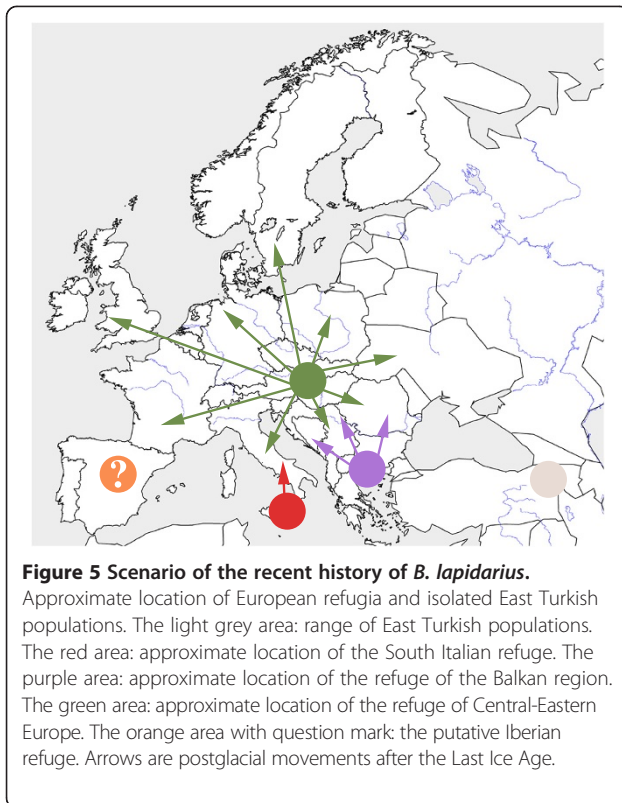 ?
Figure 5 Scenario of the recent history of B. lapidarius.
Approximate location of European refugia and isolated East Turkish
populations. The light grey area: range of East Turkish populations.
The red area: approximate location of the South Italian refuge. The
purple area: approximate location of the refuge of the Balkan region.
The green area: approximate location of the refuge of Central-Eastern
Europe. The orange area with question mark: the putative Iberian
refuge. Arrows are postglacial movements after the Last Ice Age.